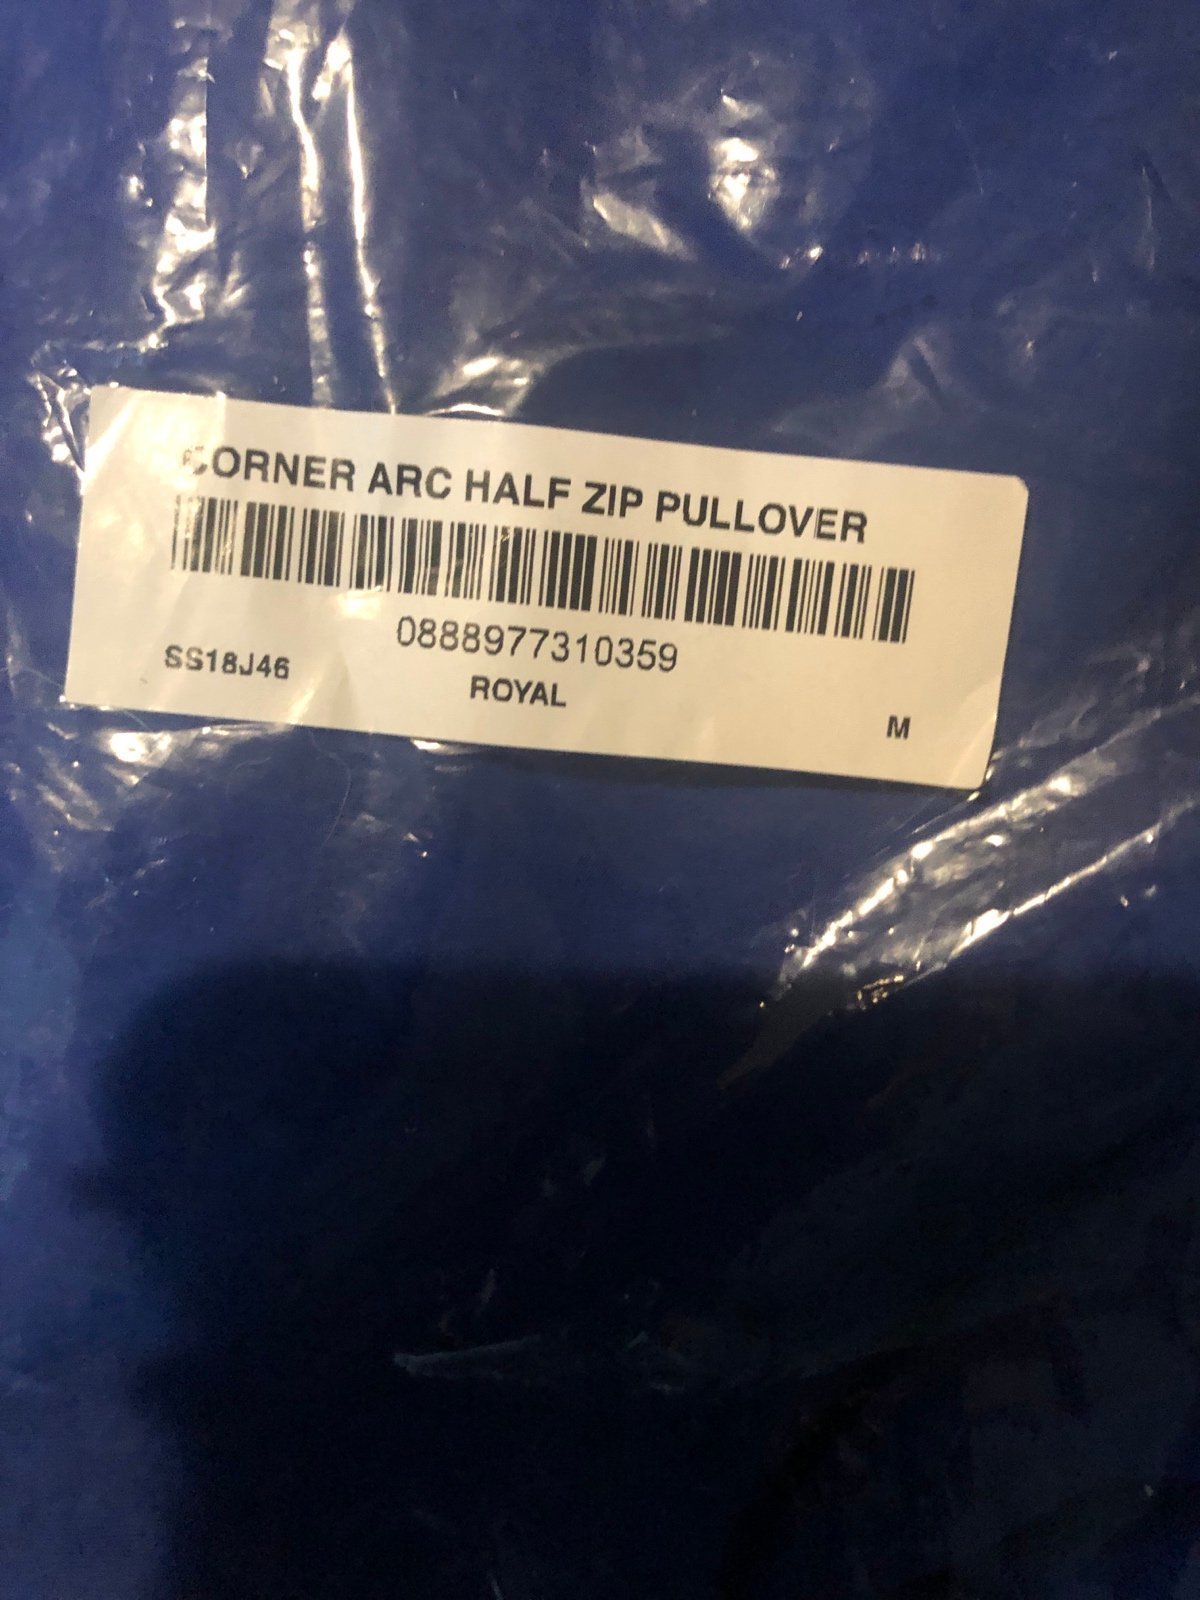 CORNER ARC HALF ZIP PULLOVER
0888977310359
SS18J46
ROYAL
M